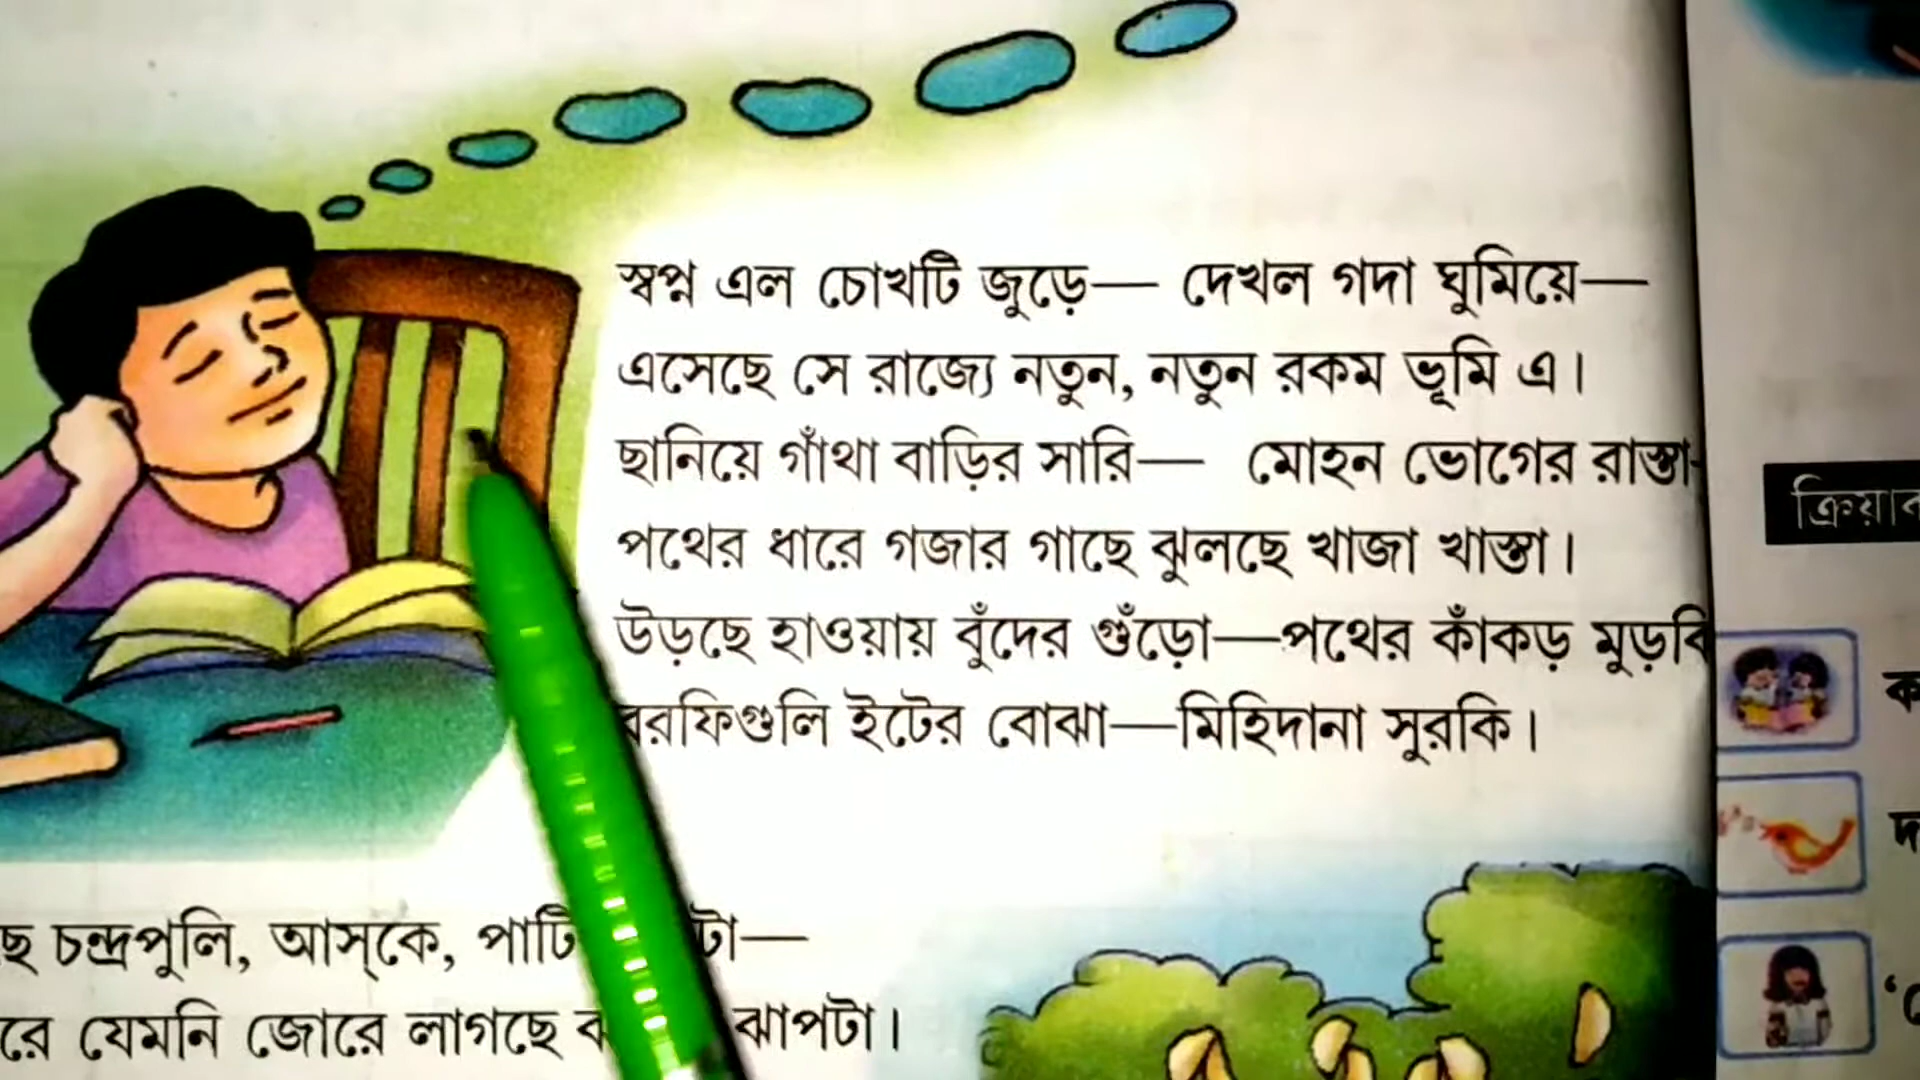 স্বপ্ন এল চোখটি জুড়ে— দেখল গদা ঘুমিয়ে—
এসেছে সে রাজ্যে নতুন, নতুন রকম ভূমি এ।
ছানিয়ে গাঁথা বাড়ির সারি— মোহন ভোগের রাস্তা
পথের ধারে গজার গাছে ঝুলছে খাজা খাস্তা।
উড়ছে হাওয়ায় বুঁদের গুঁড়ো—পথের কাঁকড়
বরফিগুলি ইটের বোঝা—মিহিদানা সুরকি।
চন্দ্রপুলি, আস্‌কে,
যেমনি জোরে লাগছে ঝাপটা।